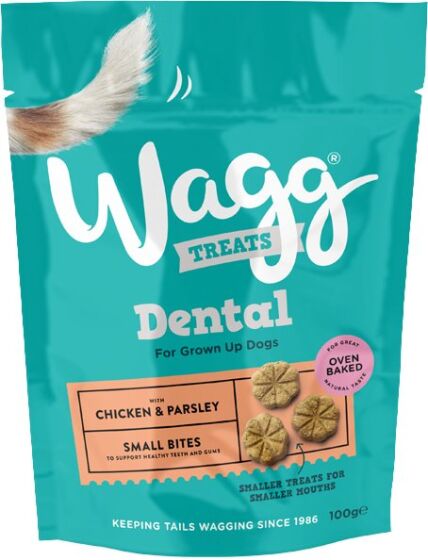 Wagg®
TREATS
Dental
For Grown Up Dogs
FOR GREAT
OVEN
BAKED
NATURAL TASTE
WITH
CHICKEN & PARSLEY
SMALL BITES
TO SUPPORT HEALTHY TEETH AND GUMS
SMALLER TREATS FOR
SMALLER MOUTHS
KEEPING TAILS WAGGING SINCE 1986
100g℮